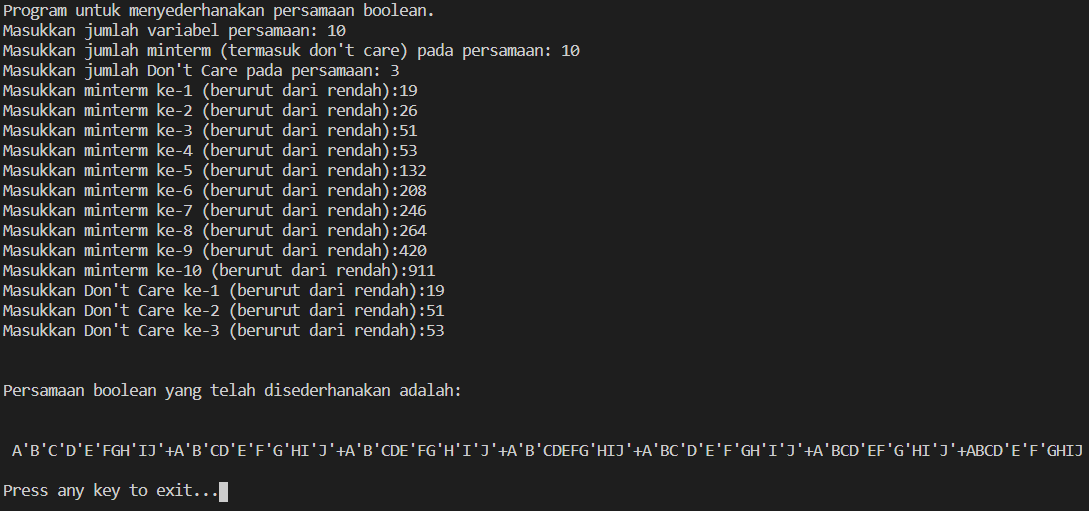 Program untuk menyederhanakan persamaan boolean.
Masukkan jumlah variabel persamaan: 10
Masukkan jumlah minterm (termasuk don't care) pada persamaan: 10
Masukkan jumlah Don't Care pada persamaan: 3
Masukkan minterm ke-1 (berurut dari rendah):19
Masukkan minterm ke-2 (berurut dari rendah):26
Masukkan minterm ke-3 (berurut dari rendah):51
Masukkan minterm ke-4 (berurut dari rendah):53
Masukkan minterm ke-5 (berurut dari rendah):132
Masukkan minterm ke-6 (berurut dari rendah):208
Masukkan minterm ke-7 (berurut dari rendah):246
Masukkan minterm ke-8 (berurut dari rendah):264
Masukkan minterm ke-9 (berurut dari rendah):420
Masukkan minterm ke-10 (berurut dari rendah):911
Masukkan Don't Care ke-1 (berurut dari rendah):19
Masukkan Don't Care ke-2 (berurut dari rendah):51
Masukkan Don't Care ke-3 (berurut dari rendah):53
Persamaan boolean yang telah disederhanakan adalah:
A'B'C'D'E'FGH'IJ'+A'B'CD'E'F'G'HI'J'+A'B'CDE'FG'H'I'J'+A'B'CDEFG'HIJ'+A'BC'D'E'F'GH'I'J'+A'BCD'EF'G'HI'J'+ABCD'E'F'GHIJ
Press any key to exit...